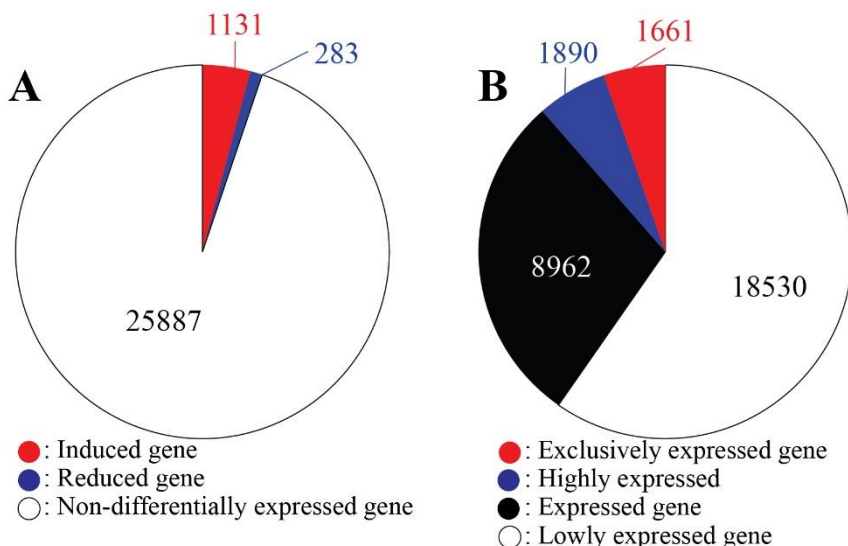 A
1131
283
25887
: Induced gene
: Reduced gene
: Non-differentially expressed gene
B
1890
1661
8962
18530
: Exclusively expressed gene
: Highly expressed
: Expressed gene
: Lowly expressed gene